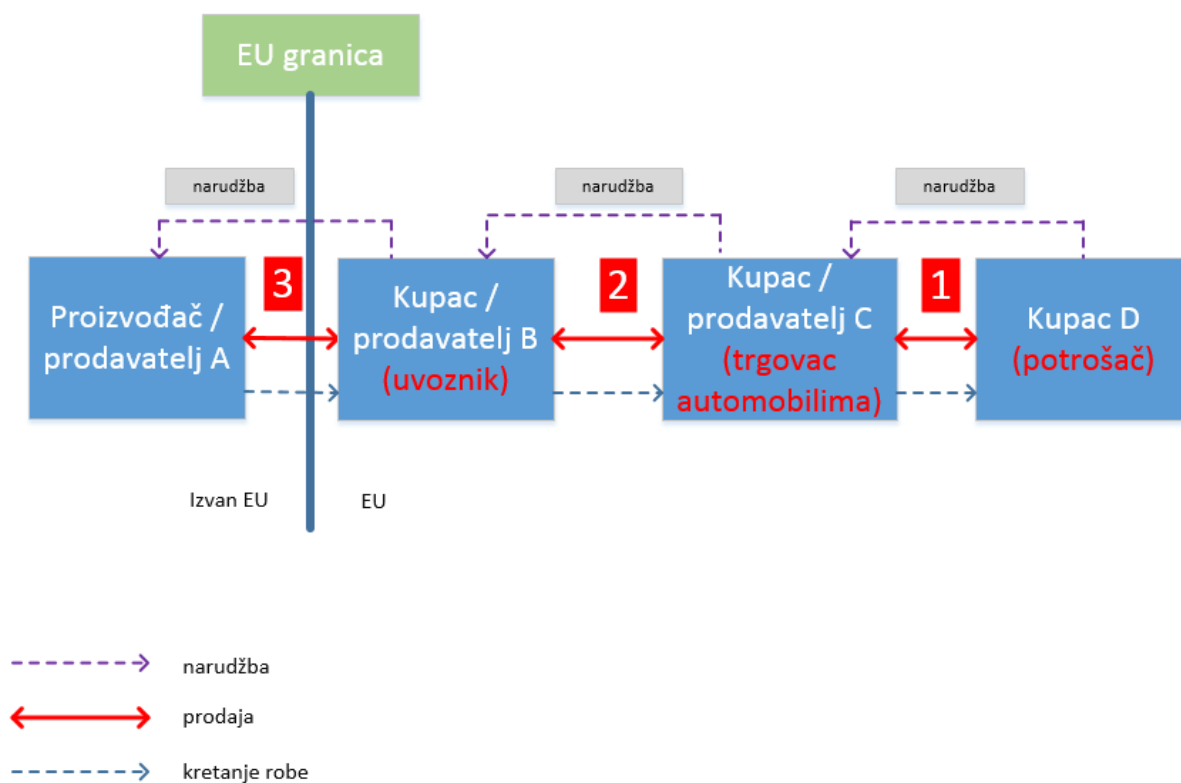 EU granica
narudžba
narudžba
narudžba
3
2
1
Proizvođač /
prodavatelj A
Kupac /
prodavatelj B
(uvoznik)
Kupac /
prodavatelj C
(trgovac
automobilima)
Kupac D
(potrošač)
Izvan EU
EU
narudžba
prodaja
kretanje robe